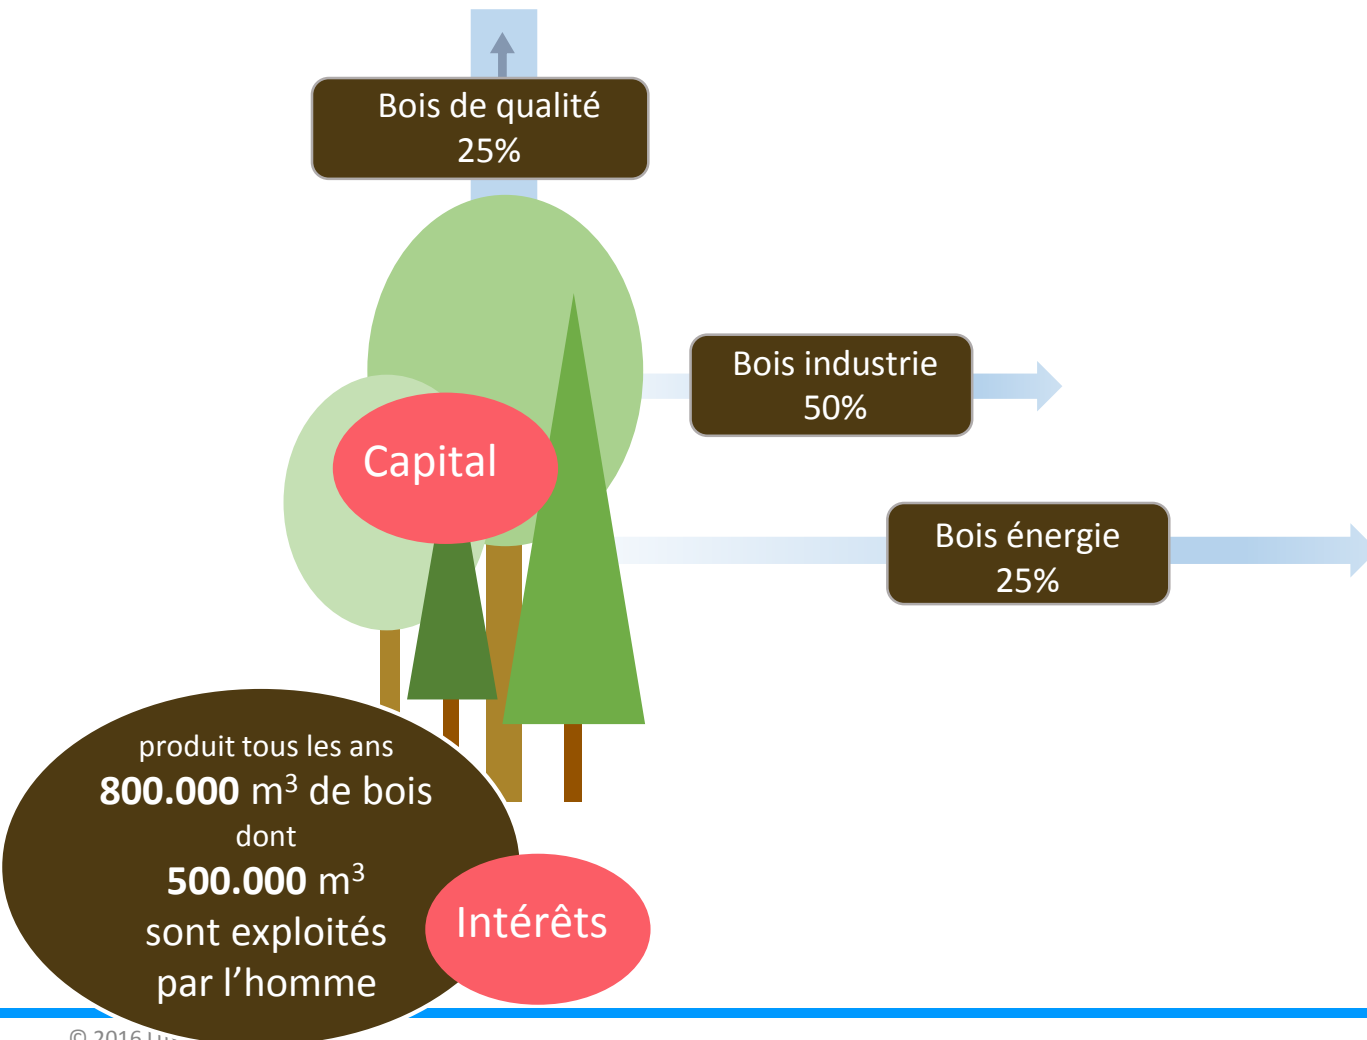 Bois de qualité
25%
Bois industrie
50%
Capital
Bois énergie
25%
produit tous les ans
800.000 m³ de bois
dont
500.000 m³
sont exploités
par l’homme
Intérêts
© 2016